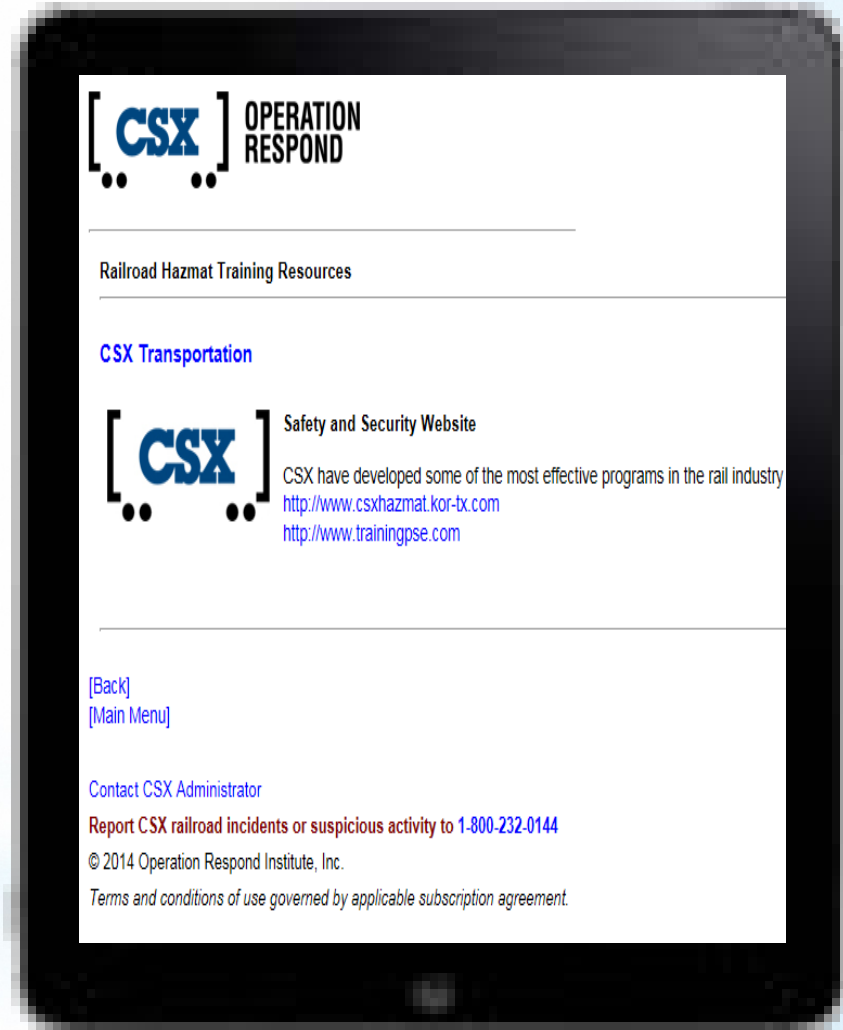 CSX
OPERATION
RESPOND
Railroad Hazmat Training Resources
CSX Transportation
CSX
Safety and Security Website
CSX have developed some of the most effective programs in the rail industry
http://www.csxhazmat.kor-tx.com
http://www.trainingpse.com
[Back]
[Main Menu]
Contact CSX Administrator
Report CSX railroad incidents or suspicious activity to 1-800-232-0144
© 2014 Operation Respond Institute, Inc.
Terms and conditions of use governed by applicable subscription agreement.